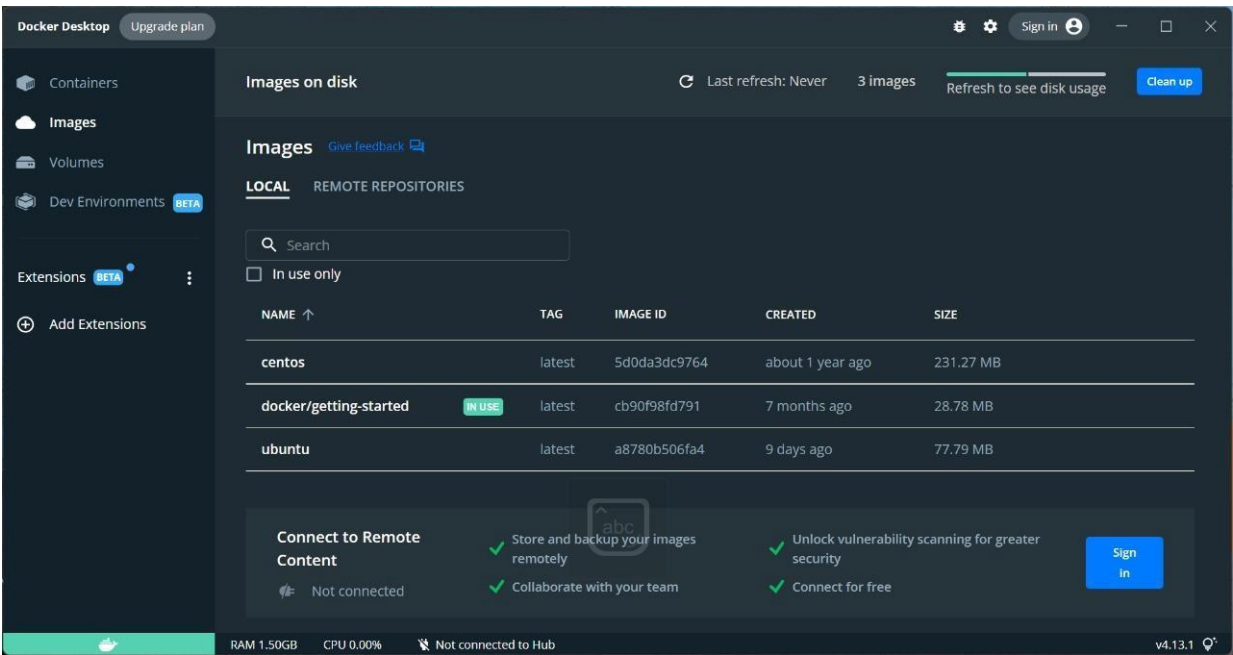 Docker Desktop Upgrade plan Sign in
Containers
Images
Volumes
Dev Environments BETA
Extensions BETA
Add Extensions
Images on disk Last refresh: Never 3 images Refresh to see disk usage Clean up
Images Give feedback
LOCAL REMOTE REPOSITORIES
Search
In use only
NAME TAG IMAGE ID CREATED SIZE
centos latest 5d0da3dc9764 about 1 year ago 231.27 MB
docker/getting-started IN USE latest cb90f98fd791 7 months ago 28.78 MB
ubuntu latest a8780b506fa4 9 days ago 77.79 MB
abc
Connect to Remote
Content
Not connected
Store and backup your images
remotely
Collaborate with your team
Unlock vulnerability scanning for greater
security
Connect for free
Sign
in
RAM 1.50GB CPU 0.00% Not connected to Hub v4.13.1